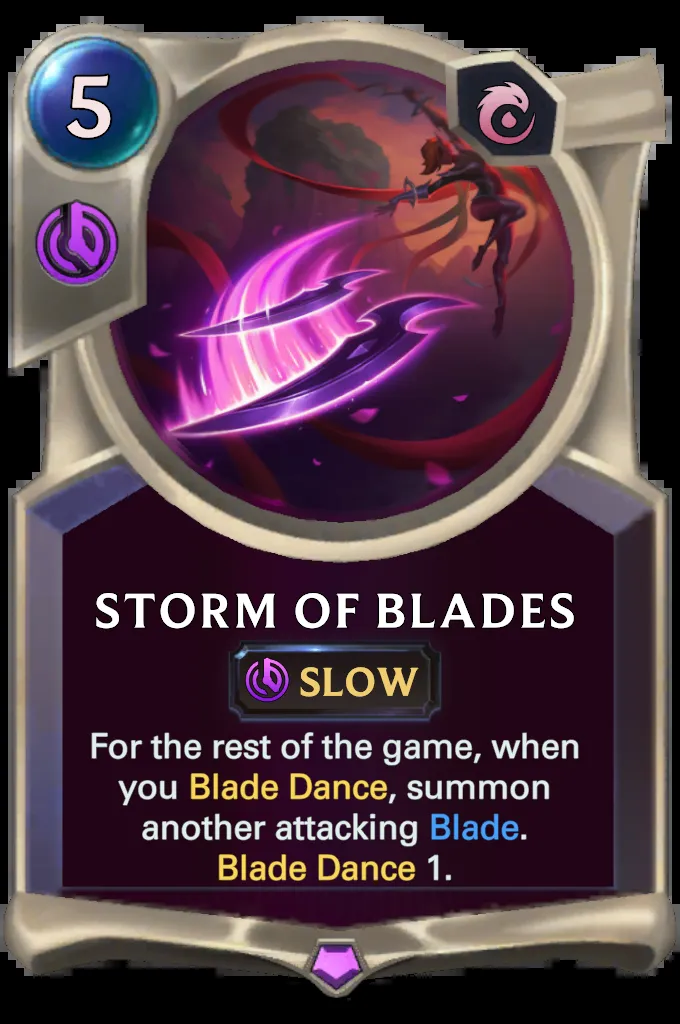 5
STORM OF BLADES
SLOW
For the rest of the game, when
you Blade Dance, summon
another attacking Blade.
Blade Dance 1.